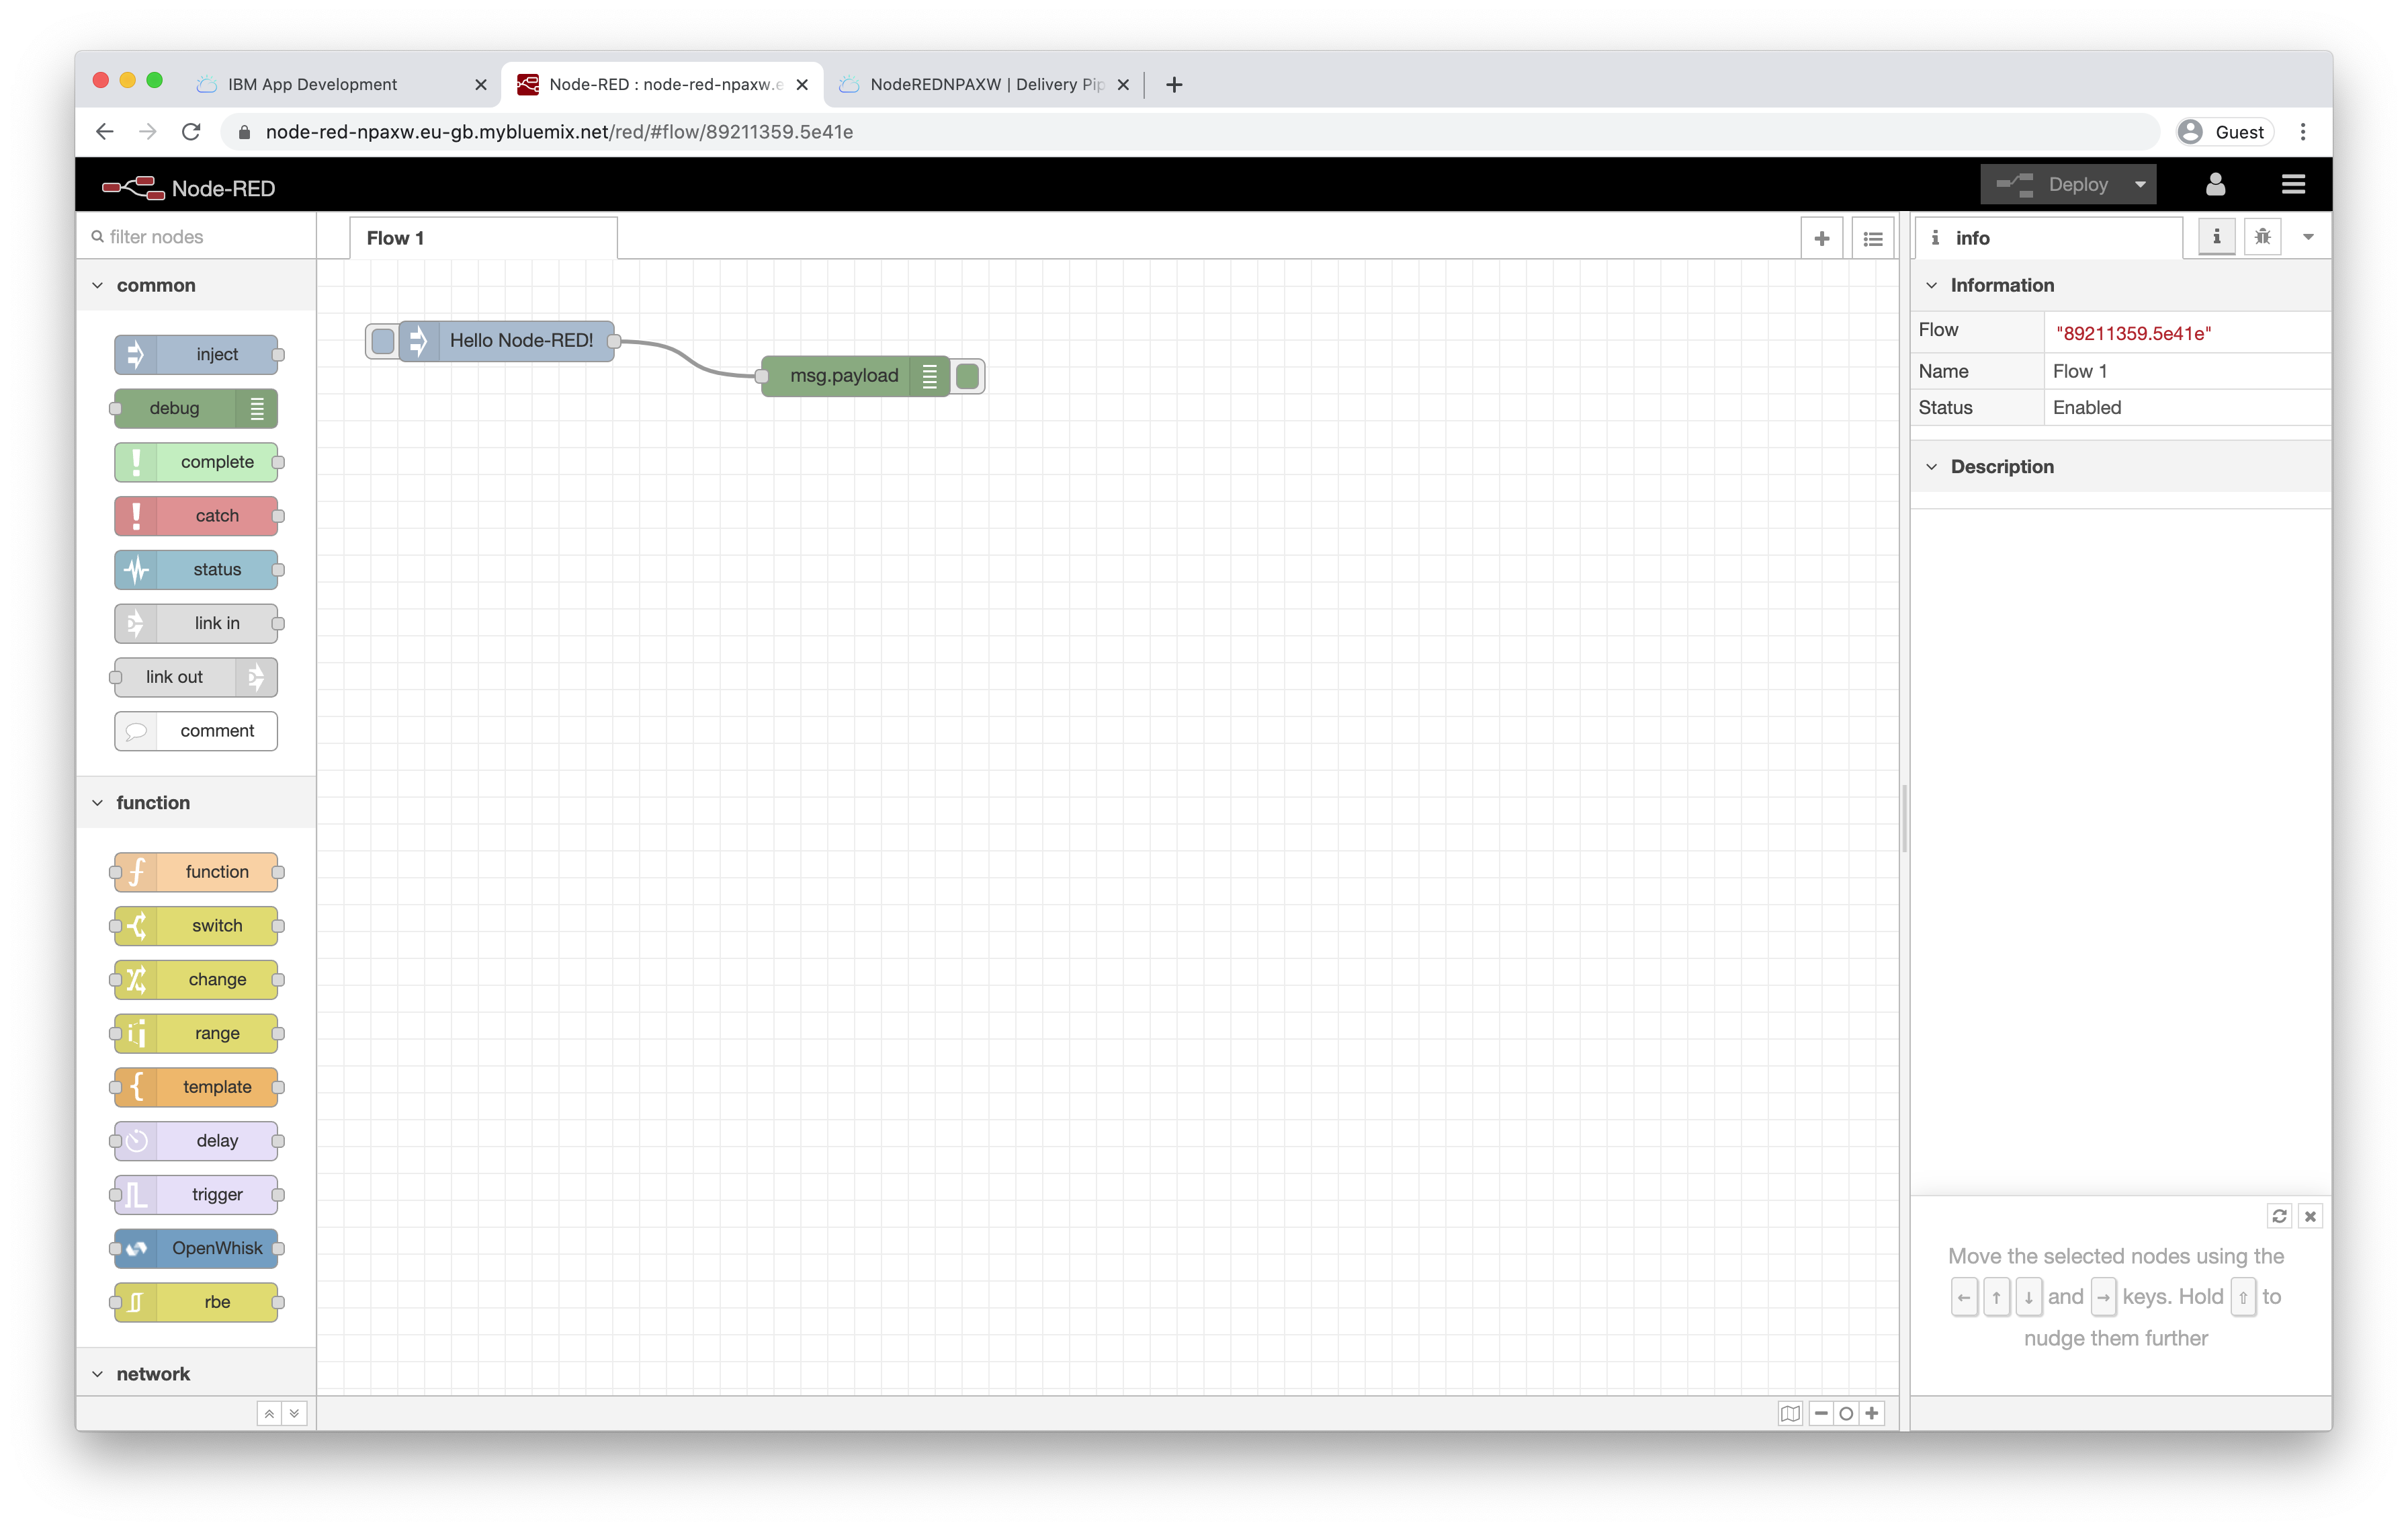 IBM App Development
Node-RED : node-red-npaxw.e
NodeREDNPAXW | Delivery Pip
node-red-npaxw.eu-gb.mybluemix.net/red/#flow/89211359.5e41e
Guest
Node-RED
Deploy
filter nodes
Flow 1
info
common
inject
debug
complete
catch
status
link in
link out
comment
function
function
switch
change
range
template
delay
trigger
OpenWhisk
rbe
network
Hello Node-RED!
msg.payload
Information
Flow "89211359.5e41e"
Name Flow 1
Status Enabled
Description
Move the selected nodes using the
← ↑ ↓ and → keys. Hold ⇧ to
nudge them further